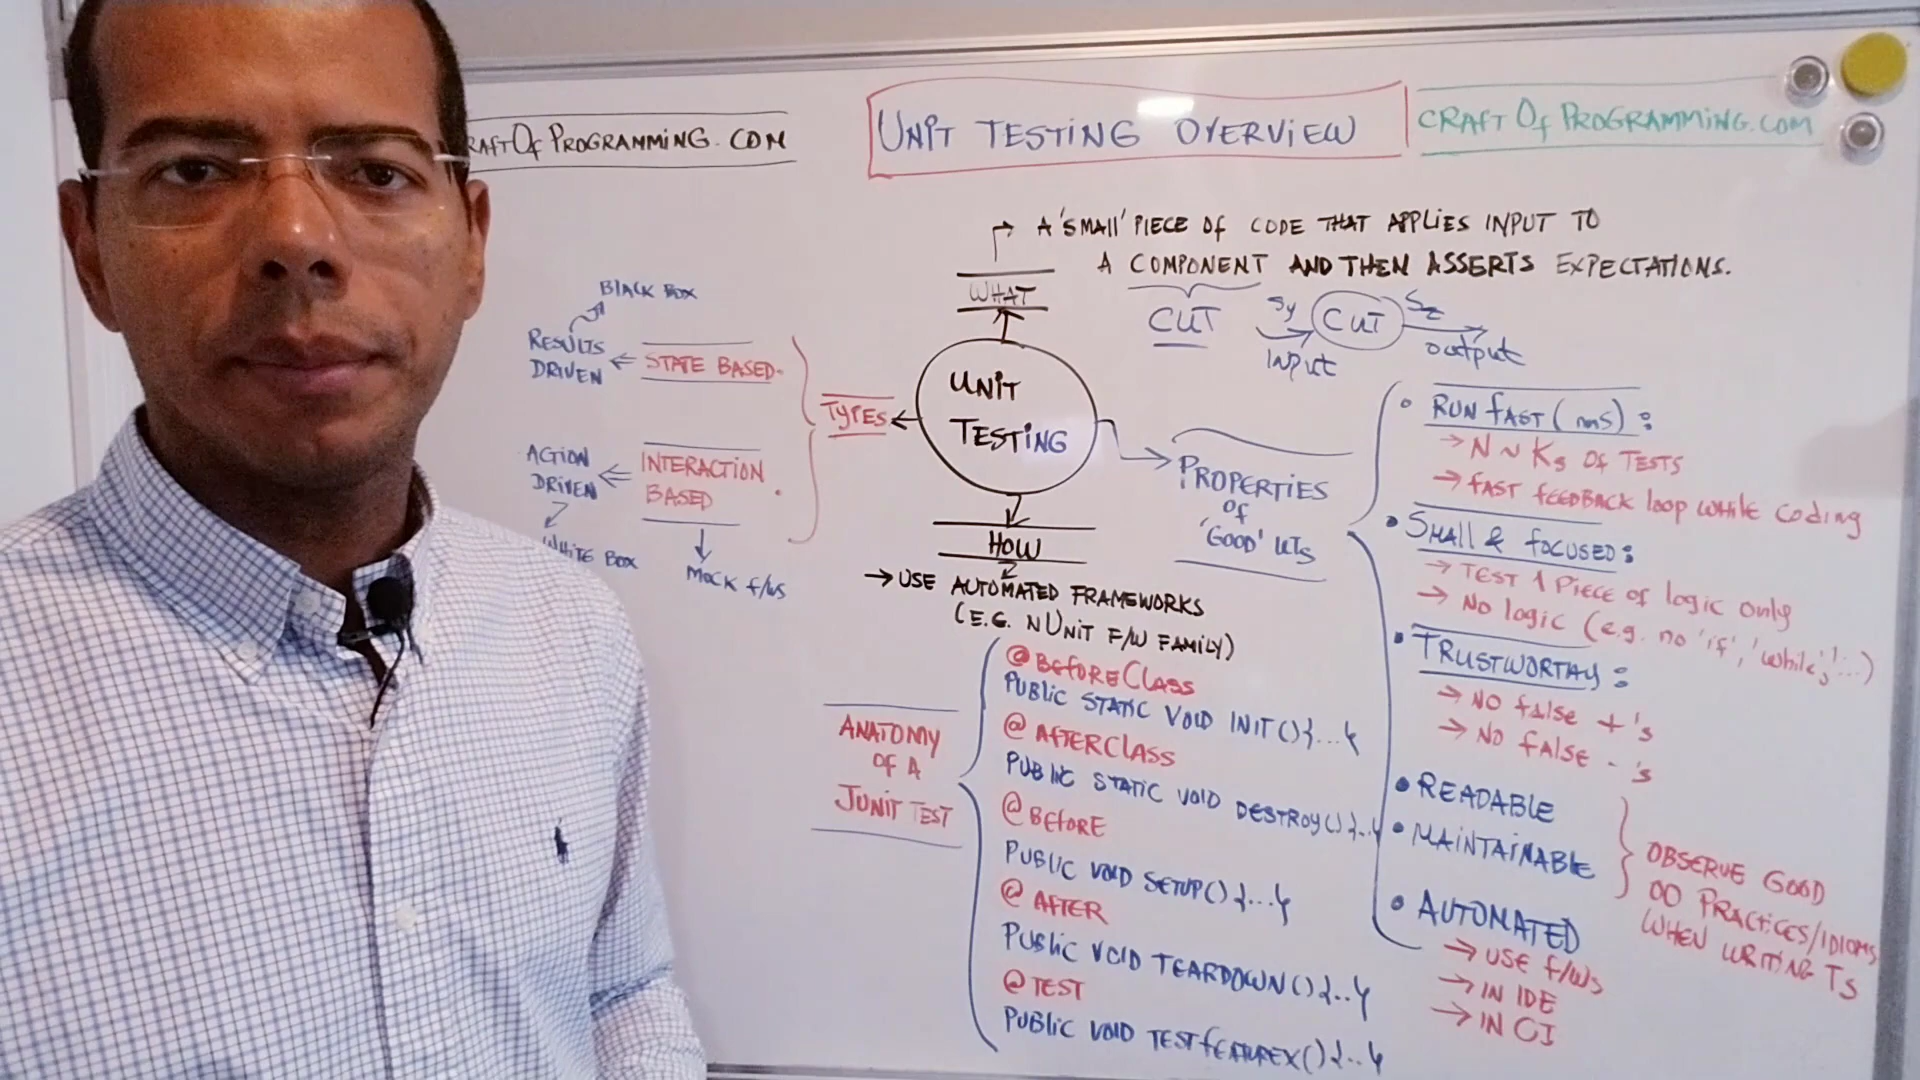 RAFTOfPROGRAMMiNG.COM
UNiT TESTiNG OVERViEW
CRAFTOfPROGRAMMiNG.COM
A 'SMAll' PiECE Of CODE THAT APPLiES iNPUT TO
A COMPONENT AND THEN ASSERTS EXPECTATiONS.
WHAT
CUT
input
CUT
output
UNiT
TESTiNG
TYPES
STATE BASED
RESULTS
DRiVEN
BlACK BOX
INTERACTiON
BASED
ACTiON
DRiVEN
WHiTE BOX
MOCK f/ws
HOW
→ USE AUTOMATED FRAMEWORKS
(E.G. NUNiT F/W FAMiLY)
ANATOMY
OF A
JUNiT TEST
@BEfORECLASS
PUBLiC STATiC VOiD INiT(){...}
@AFTERCLASS
PUBLiC STATiC VOiD DESTROY(){..}
@BEfORE
PUBLiC VOiD SETUP(){...}
@AfTER
PUBLiC VOiD TEARDOWN(){..}
@TEST
PUBLiC VOiD TESTfEATUREX(){..}
PROPERTiES
Of
'GOOD' UTs
• RUN fAST (ms) :
→ N ~ Ks Of TESTS
→ fAST fEEDBACK loop while coding
• SMAll & fOCUSED :
→ TEST 1 PiECE of logic only
→ No logic (e.g. no 'if', 'while', ...)
• TRUSTWORTHY :
→ NO fAlse +'s
→ NO fAlse -'s
• READABLE
• MAiNTAiNABLE
OBSERVE GOOD
OO PRACTiCES/IDiOMS
WHEN WRiTiNG TS
• AUTOMATED
→ USE f/ws
→ IN IDE
→ IN CI